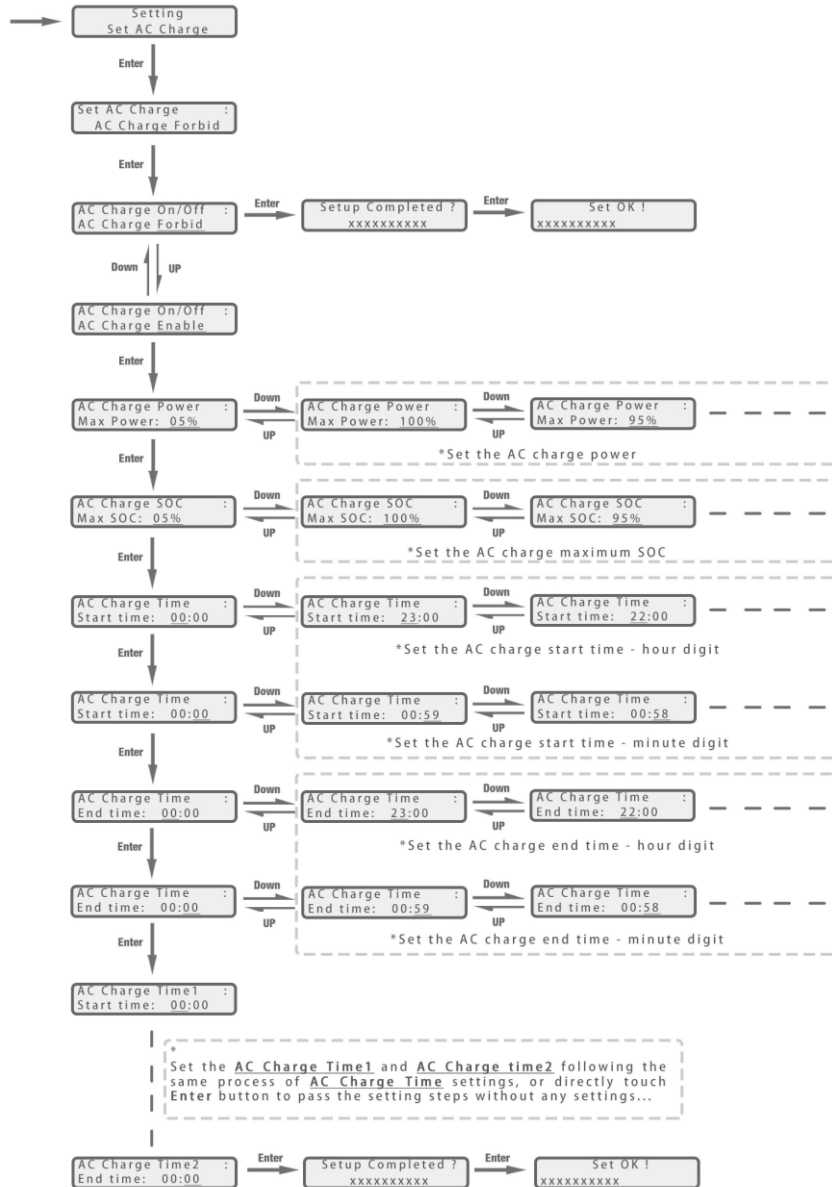 Setting
Set AC Charge
Enter
Set AC Charge :
AC Charge Forbid
Enter
AC Charge On/Off :
AC Charge Forbid
Enter
Setup Completed ?
xxxxxxxxxx
Enter
Set OK !
xxxxxxxxxx
Down
UP
AC Charge On/Off :
AC Charge Enable
Enter
AC Charge Power :
Max Power: 05%
Down
UP
AC Charge Power :
Max Power: 100%
Down
UP
AC Charge Power :
Max Power: 95%
*Set the AC charge power
Enter
AC Charge SOC :
Max SOC: 05%
Down
UP
AC Charge SOC :
Max SOC: 100%
Down
UP
AC Charge SOC :
Max SOC: 95%
*Set the AC charge maximum SOC
Enter
AC Charge Time :
Start time: 00:00
Down
UP
AC Charge Time :
Start time: 23:00
Down
UP
AC Charge Time :
Start time: 22:00
*Set the AC charge start time - hour digit
Enter
AC Charge Time :
Start time: 00:00
Down
UP
AC Charge Time :
Start time: 00:59
Down
UP
AC Charge Time :
Start time: 00:58
*Set the AC charge start time - minute digit
Enter
AC Charge Time :
End time: 00:00
Down
UP
AC Charge Time :
End time: 23:00
Down
UP
AC Charge Time :
End time: 22:00
*Set the AC charge end time - hour digit
Enter
AC Charge Time :
End time: 00:00
Down
UP
AC Charge Time :
End time: 00:59
Down
UP
AC Charge Time :
End time: 00:58
*Set the AC charge end time - minute digit
Enter
AC Charge Time1 :
Start time: 00:00
*
Set the AC Charge Time1 and AC Charge time2 following the
same process of AC Charge Time settings, or directly touch
Enter button to pass the setting steps without any settings...
AC Charge Time2 :
End time: 00:00
Enter
Setup Completed ?
xxxxxxxxxx
Enter
Set OK !
xxxxxxxxxx